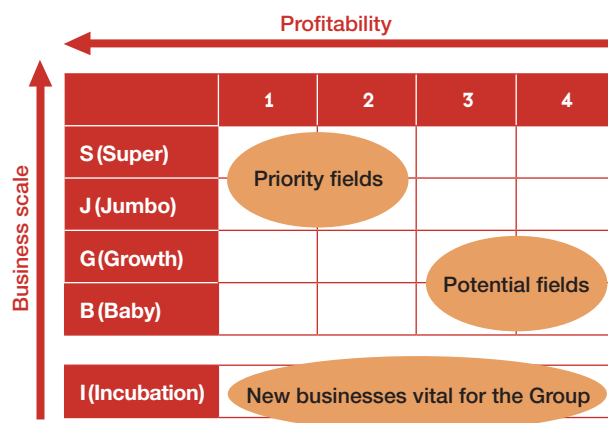 Profitability
Business scale
1 2 3 4
S (Super)
Priority fields
J (Jumbo)
G (Growth)
Potential fields
B (Baby)
I (Incubation) New businesses vital for the Group